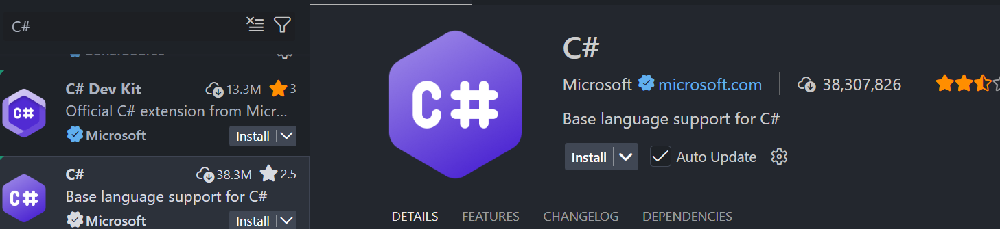 C#
SonarSource
C# Dev Kit 13.3M 3
Official C# extension from Micr...
Microsoft Install
C# 38.3M 2.5
Base language support for C#
Microsoft Install
C#
C#
C#
C#
Microsoft microsoft.com 38,307,826
Base language support for C#
Install Auto Update
DETAILS FEATURES CHANGELOG DEPENDENCIES